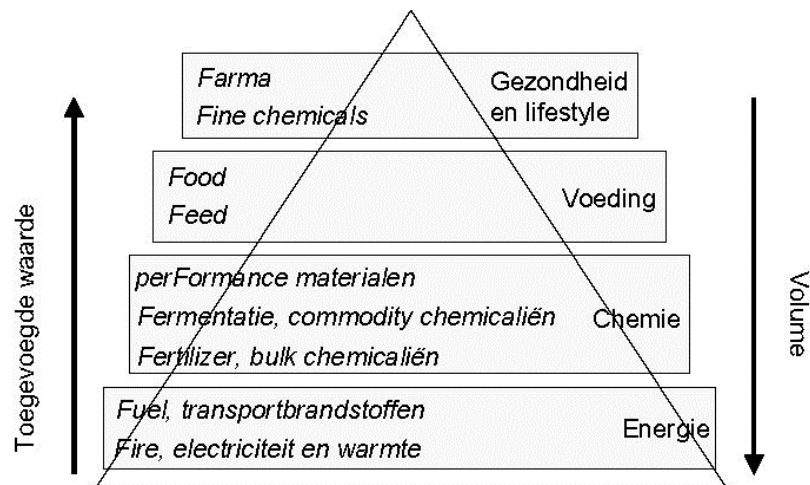 Farma
Fine chemicals
Gezondheid
en lifestyle
Food
Feed
Voeding
perFormance materialen
Fermentatie, commodity chemicaliën
Fertilizer, bulk chemicaliën
Chemie
Fuel, transportbrandstoffen
Fire, electriciteit en warmte
Energie
Toegevoegde waarde
Volume